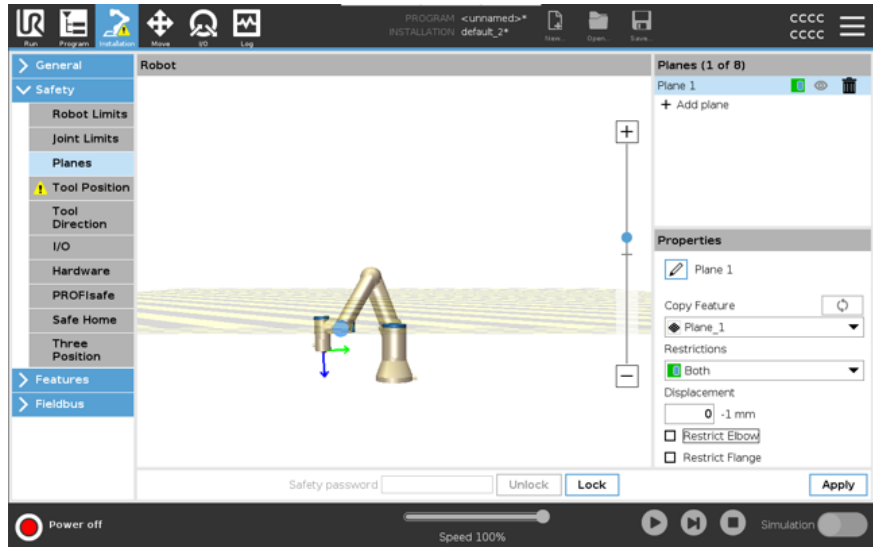 PROGRAM <unnamed>*
INSTALLATION default_2*
Run
Program
Installation
Move
I/O
Log
New...
Open...
Save...
CCCC
CCCC
General
Safety
Robot Limits
Joint Limits
Planes
Tool Position
Tool
Direction
I/O
Hardware
PROFIsafe
Safe Home
Three
Position
Features
Fieldbus
Robot
Planes (1 of 8)
Plane 1
+ Add plane
Properties
Plane 1
Copy Feature
Plane_1
Restrictions
Both
Displacement
0 -1 mm
Restrict Elbow
Restrict Flange
Safety password
Unlock
Lock
Apply
Power off
Speed 100%
Simulation